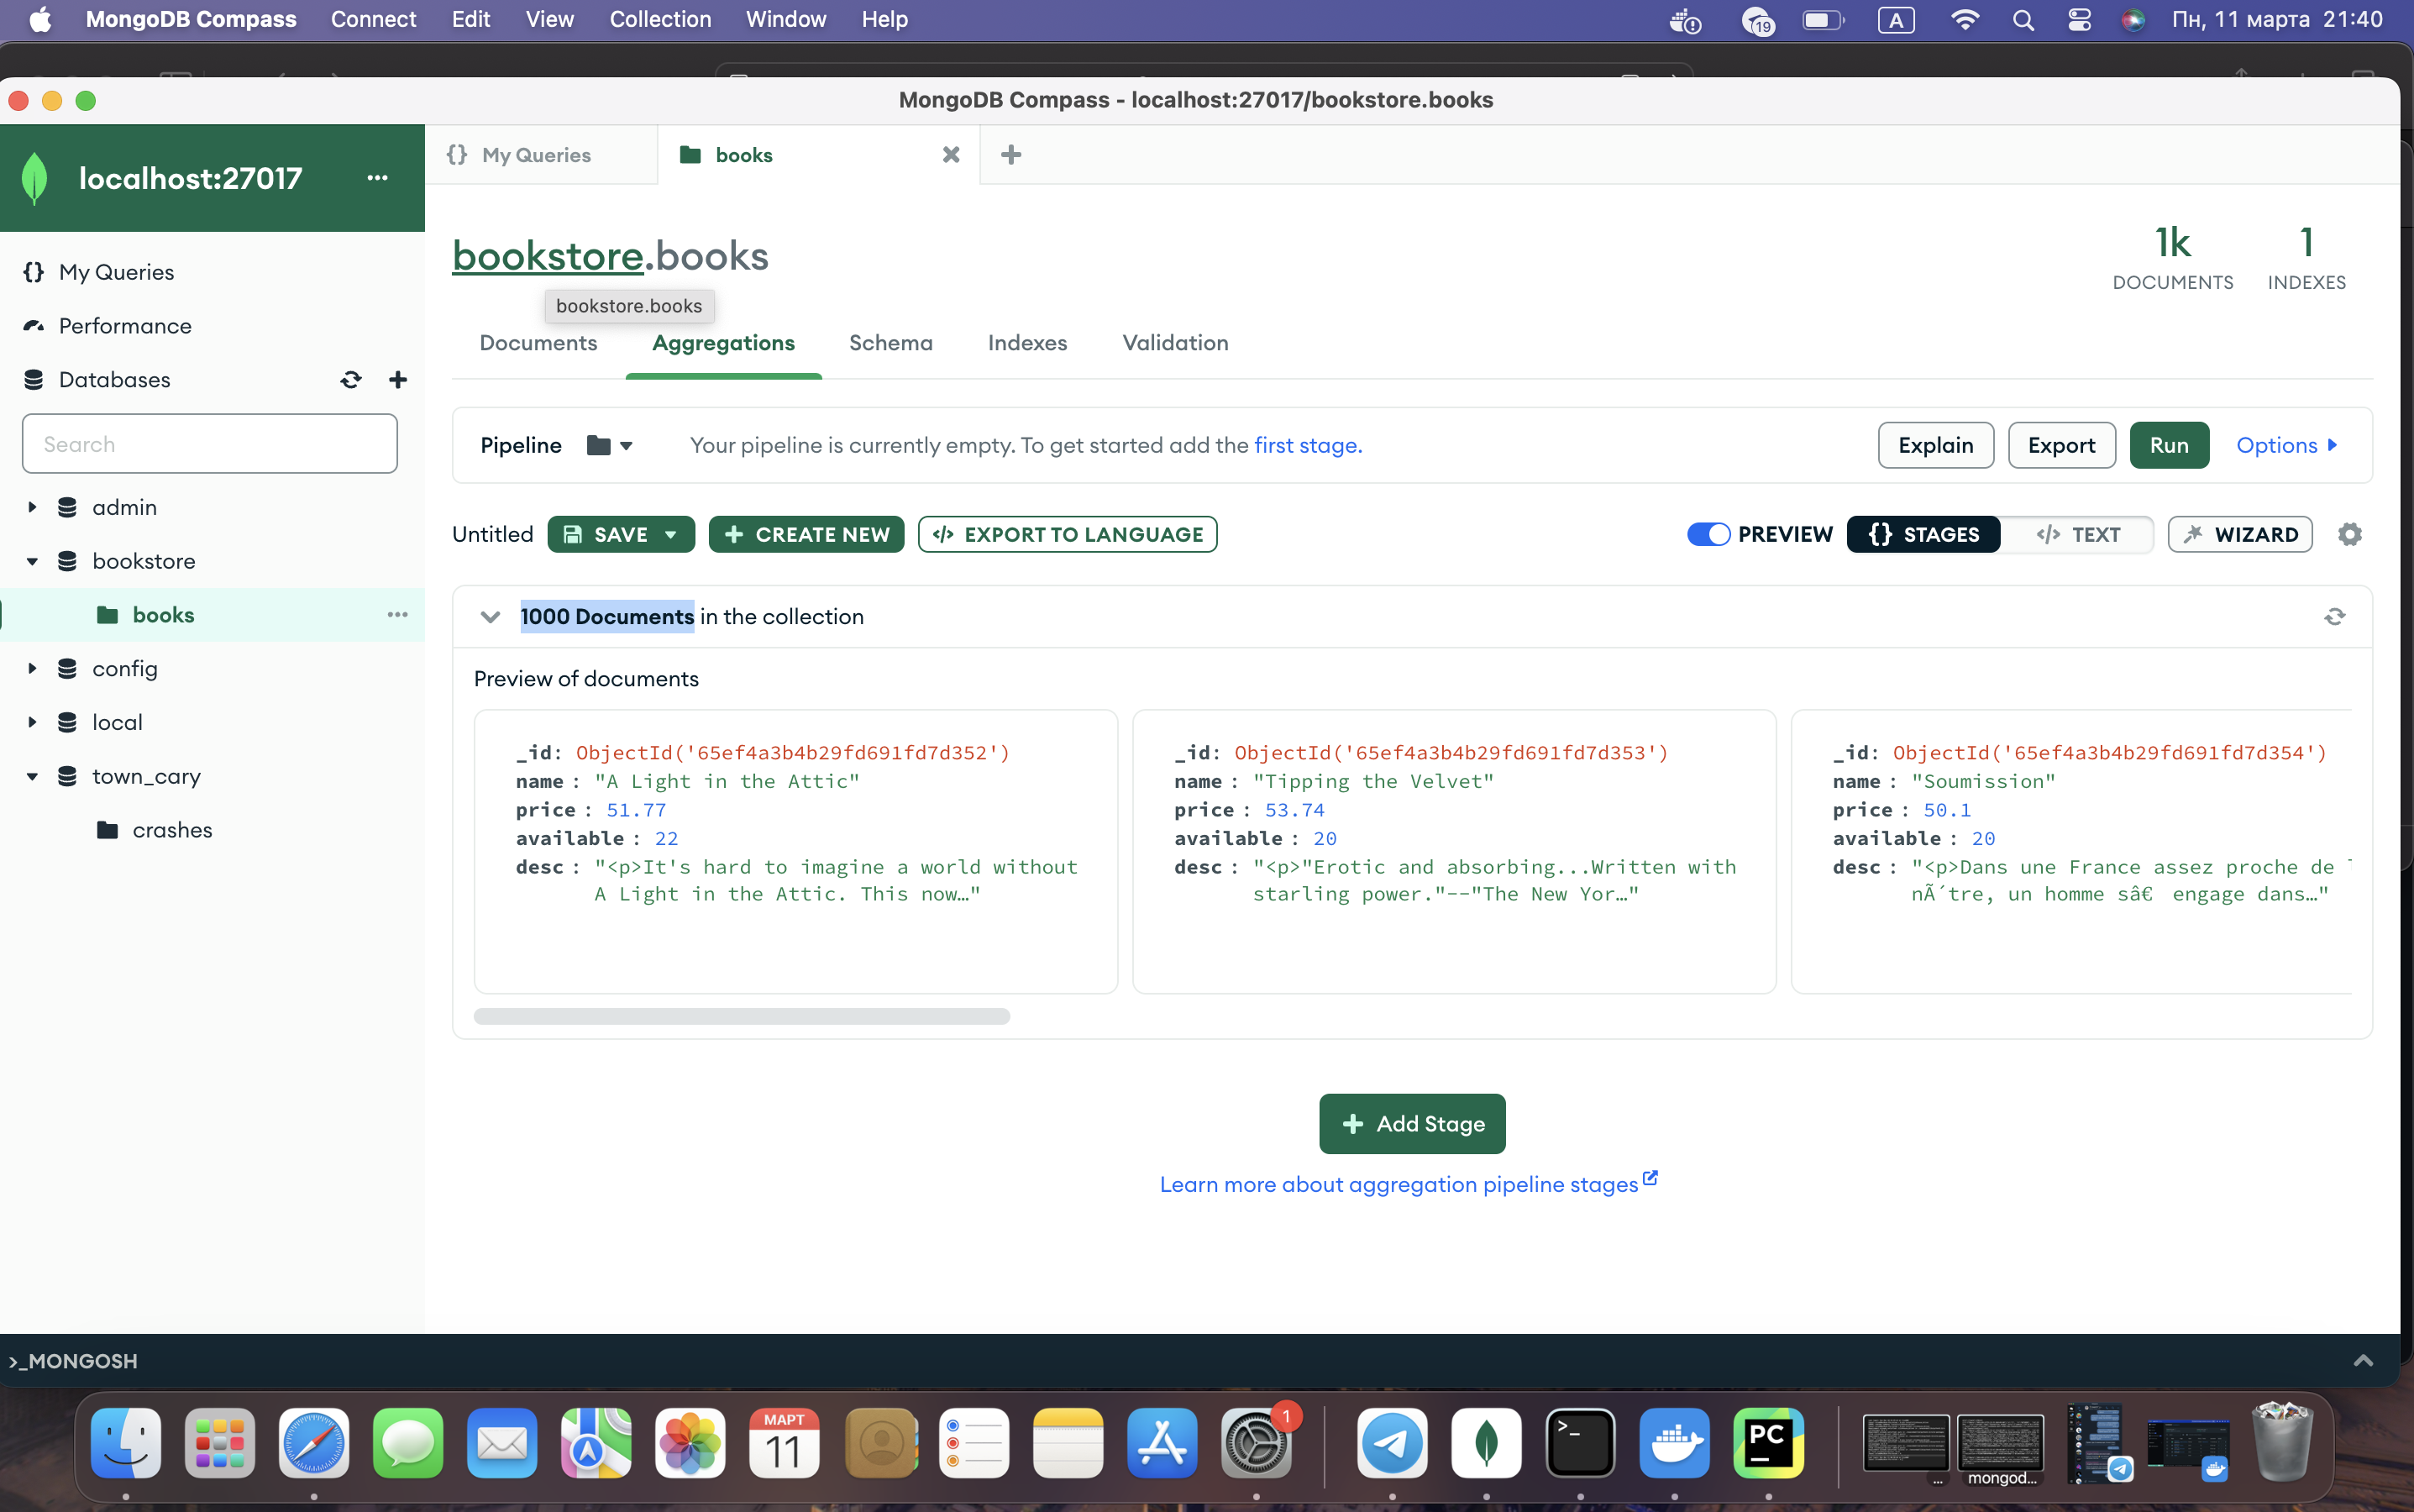 MongoDB Compass Connect Edit View Collection Window Help 19 A Пн, 11 марта 21:40
MongoDB Compass - localhost:27017/bookstore.books
localhost:27017 ...
{} My Queries
books
bookstore.books
1k
DOCUMENTS
1
INDEXES
bookstore.books
Documents
Aggregations
Schema
Indexes
Validation
{} My Queries
Performance
Databases
Search
admin
bookstore
books ...
config
local
town_cary
crashes
Pipeline
Your pipeline is currently empty. To get started add the first stage.
Explain
Export
Run
Options
Untitled
SAVE
CREATE NEW
</> EXPORT TO LANGUAGE
PREVIEW
{} STAGES
</> TEXT
WIZARD
1000 Documents in the collection
Preview of documents
_id: ObjectId('65ef4a3b4b29fd691fd7d352')
name : "A Light in the Attic"
price : 51.77
available : 22
desc : "<p>It's hard to imagine a world without
A Light in the Attic. This now…"
_id: ObjectId('65ef4a3b4b29fd691fd7d353')
name : "Tipping the Velvet"
price : 53.74
available : 20
desc : "<p>"Erotic and absorbing...Written with
starling power."--"The New Yor…"
_id: ObjectId('65ef4a3b4b29fd691fd7d354')
name : "Soumission"
price : 50.1
available : 20
desc : "<p>Dans une France assez proche de
nÃ´tre, un homme sâ€ engage dans…"
Add Stage
Learn more about aggregation pipeline stages
>_MONGOSH
МАРТ
11
1
>_
PC
...
mongod...